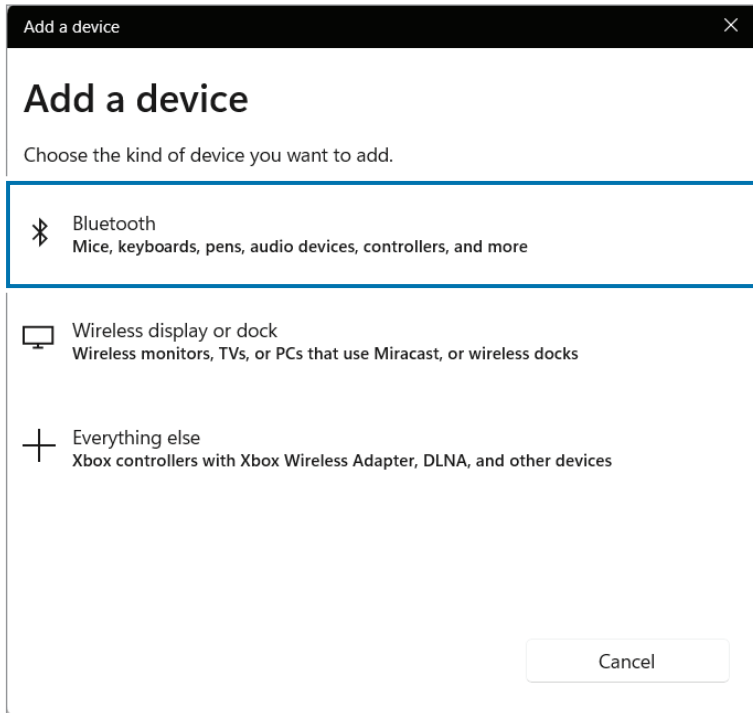 Add a device
Add a device
Choose the kind of device you want to add.
Bluetooth
Mice, keyboards, pens, audio devices, controllers, and more
Wireless display or dock
Wireless monitors, TVs, or PCs that use Miracast, or wireless docks
Everything else
Xbox controllers with Xbox Wireless Adapter, DLNA, and other devices
Cancel